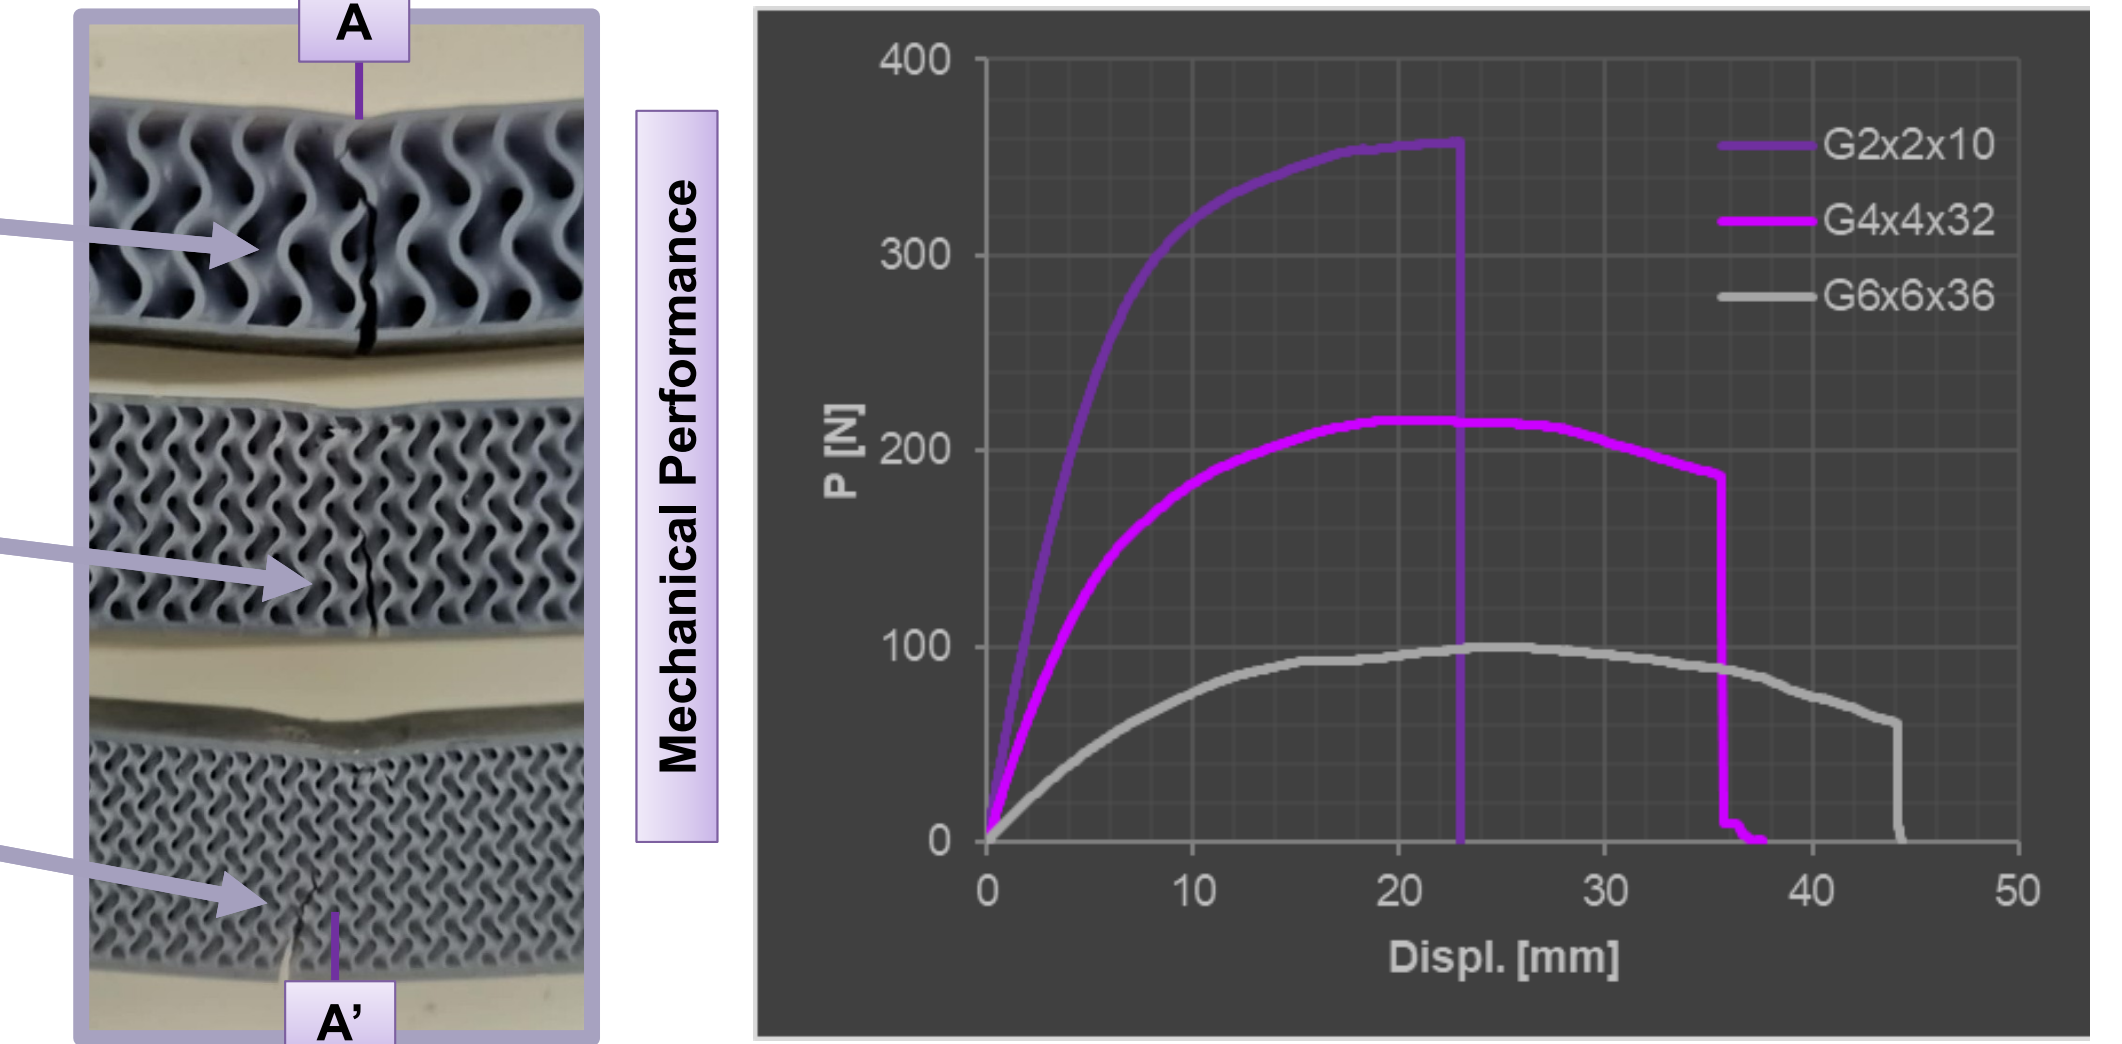 A
A’
Mechanical Performance
400
300
200
100
0
P [N]
0 10 20 30 40 50
Displ. [mm]
G2x2x10
G4x4x32
G6x6x36